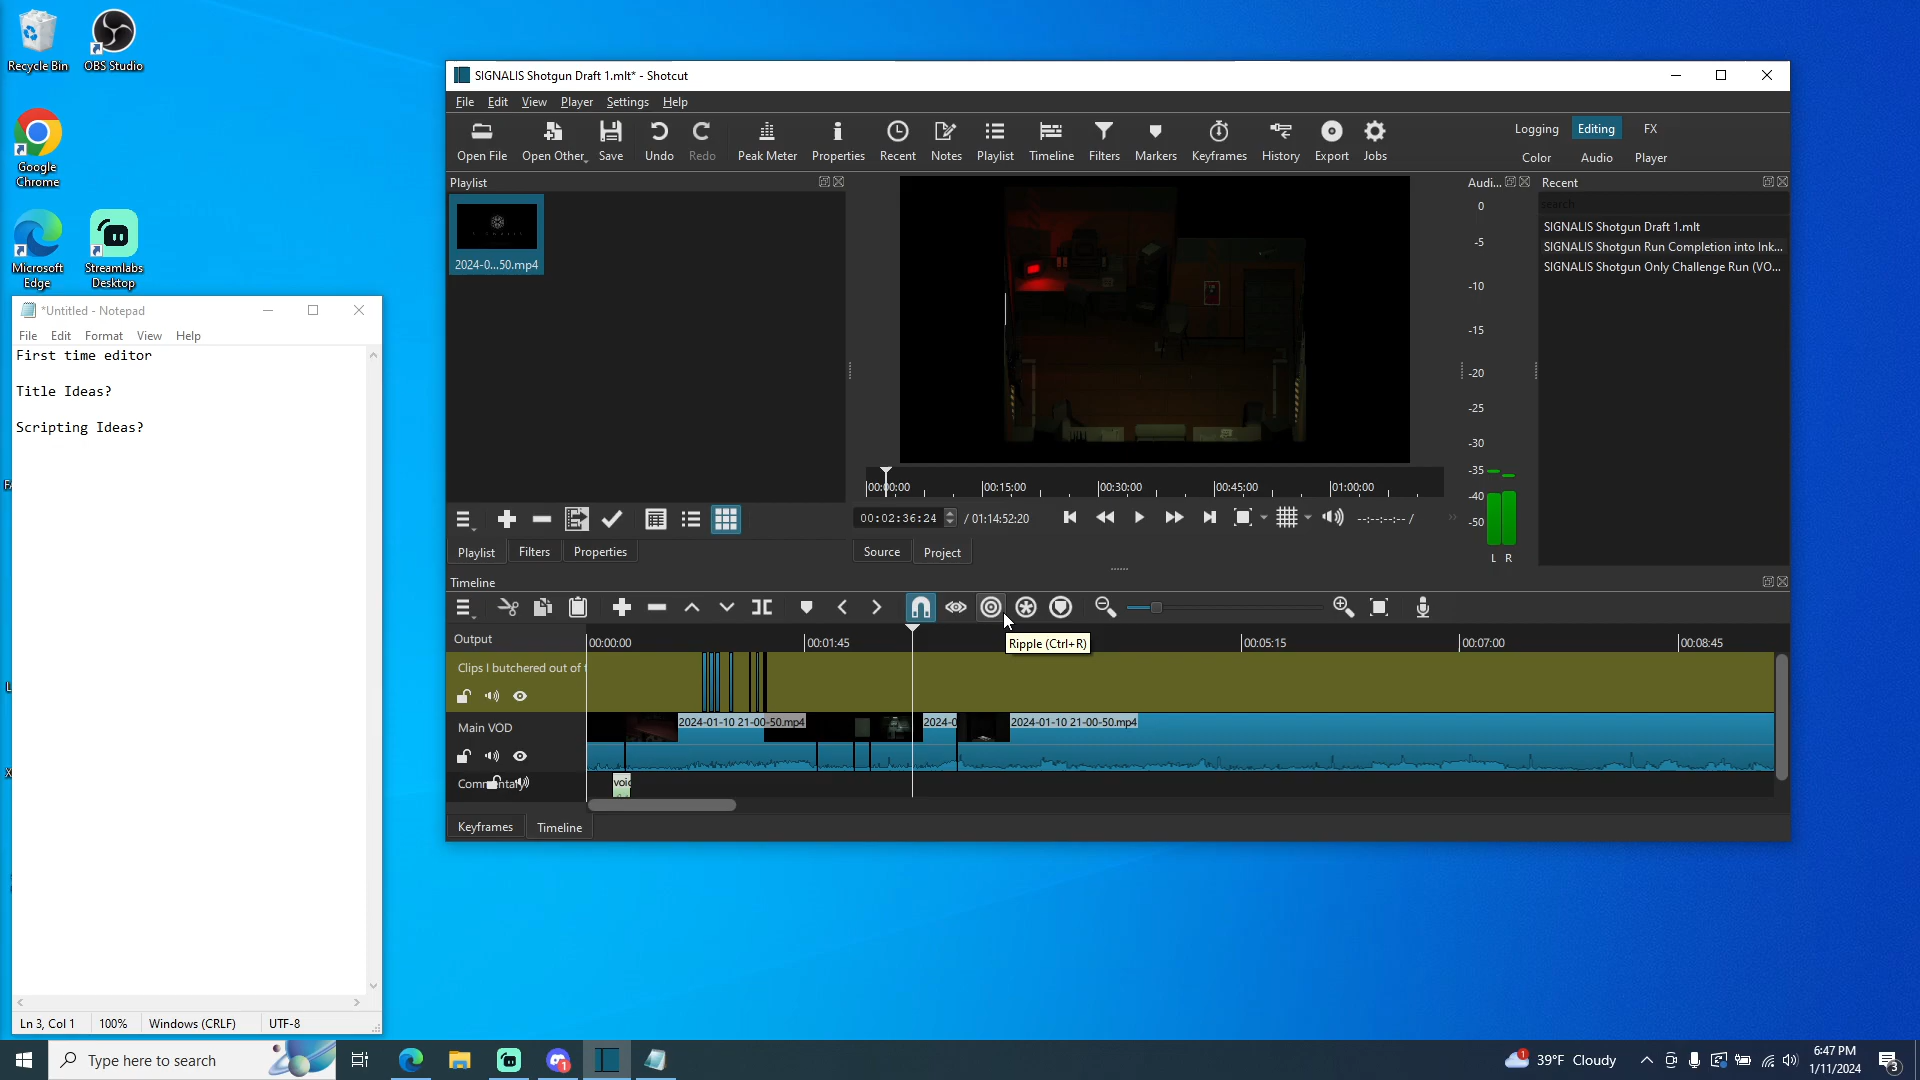 Recycle Bin
OBS Studio
Google
Chrome
Microsoft
Edge
Streamlabs
Desktop
*Untitled - Notepad
File Edit Format View Help
First time editor
Title Ideas?
Scripting Ideas?
Ln 3, Col 1 100% Windows (CRLF) UTF-8
SIGNALIS Shotgun Draft 1.mlt* - Shotcut
File Edit View Player Settings Help
Open File Open Other Save Undo Redo Peak Meter Properties Recent Notes Playlist Timeline Filters Markers Keyframes History Export Jobs
Logging Editing FX
Color Audio Player
Playlist
2024-0...50.mp4
Playlist Filters Properties
00:00:00 00:15:00 00:30:00 00:45:00 01:00:00
00:02:36:24 / 01:14:52:20 --:--:--:-- /
Source Project
Audi...
0
-5
-10
-15
-20
-25
-30
-35
-40
-50
L R
Recent
search
SIGNALIS Shotgun Draft 1.mlt
SIGNALIS Shotgun Run Completion into Ink...
SIGNALIS Shotgun Only Challenge Run (VO...
Timeline
Output
00:00:00 00:01:45 00:05:15 00:07:00 00:08:45
Ripple (Ctrl+R)
Clips I butchered out of
Main VOD
2024-01-10 21-00-50.mp4 2024-0 2024-01-10 21-00-50.mp4
Commentary
voic
Keyframes Timeline
Type here to search
39°F Cloudy
6:47 PM
1/11/2024
3